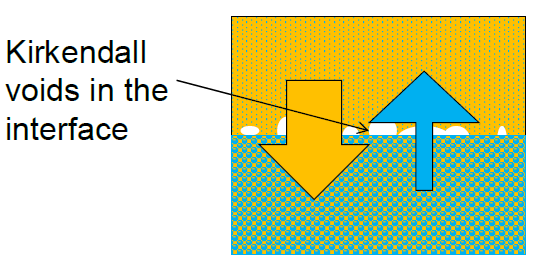 Kirkendall
voids in the
interface